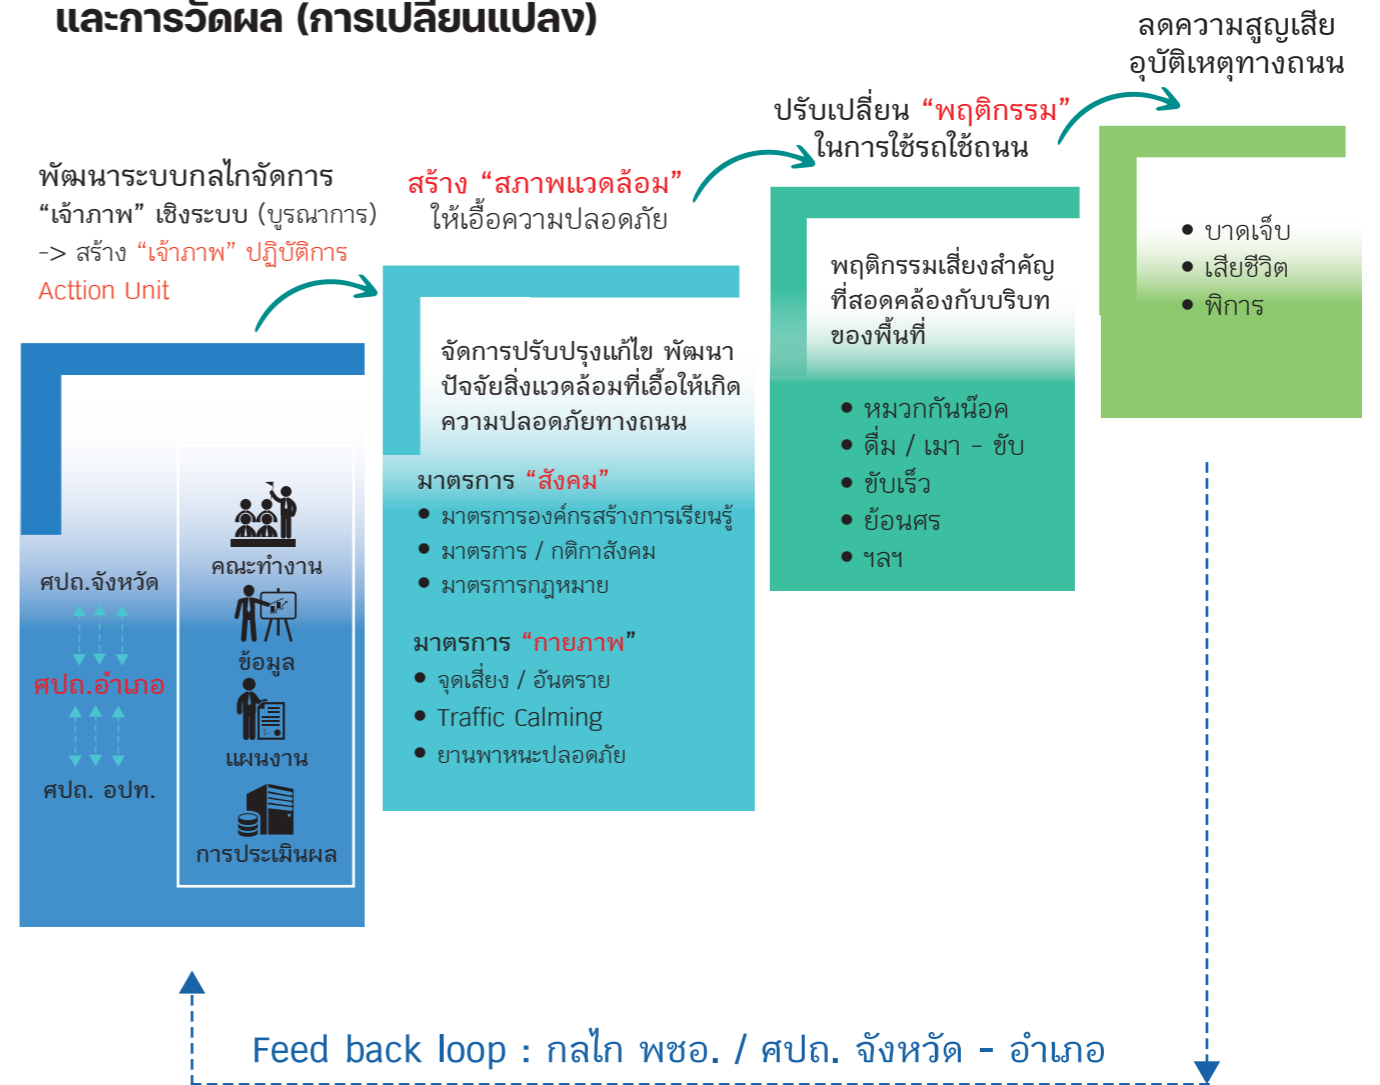 และการวัดผล (การเปลี่ยนแปลง)
พัฒนาระบบกลไกจัดการ
“เจ้าภาพ” เชิงระบบ (บูรณาการ)
-> สร้าง “เจ้าภาพ” ปฏิบัติการ
Acttion Unit
ศปถ.จังหวัด
ศปถ.อำเภอ
ศปถ. อปท.
คณะทำงาน
ข้อมูล
แผนงาน
การประเมินผล
สร้าง “สภาพแวดล้อม”
ให้เอื้อความปลอดภัย
จัดการปรับปรุงแก้ไข พัฒนา
ปัจจัยสิ่งแวดล้อมที่เอื้อให้เกิด
ความปลอดภัยทางถนน
มาตรการ “สังคม”
• มาตรการองค์กรสร้างการเรียนรู้
• มาตรการ / กติกาสังคม
• มาตรการกฎหมาย
มาตรการ “กายภาพ”
• จุดเสี่ยง / อันตราย
• Traffic Calming
• ยานพาหนะปลอดภัย
ปรับเปลี่ยน “พฤติกรรม”
ในการใช้รถใช้ถนน
พฤติกรรมเสี่ยงสำคัญ
ที่สอดคล้องกับบริบท
ของพื้นที่
• หมวกกันน๊อค
• ดื่ม / เมา - ขับ
• ขับเร็ว
• ย้อนศร
• ฯลฯ
ลดความสูญเสีย
อุบัติเหตุทางถนน
• บาดเจ็บ
• เสียชีวิต
• พิการ
Feed back loop : กลไก พชอ. / ศปถ. จังหวัด - อำเภอ